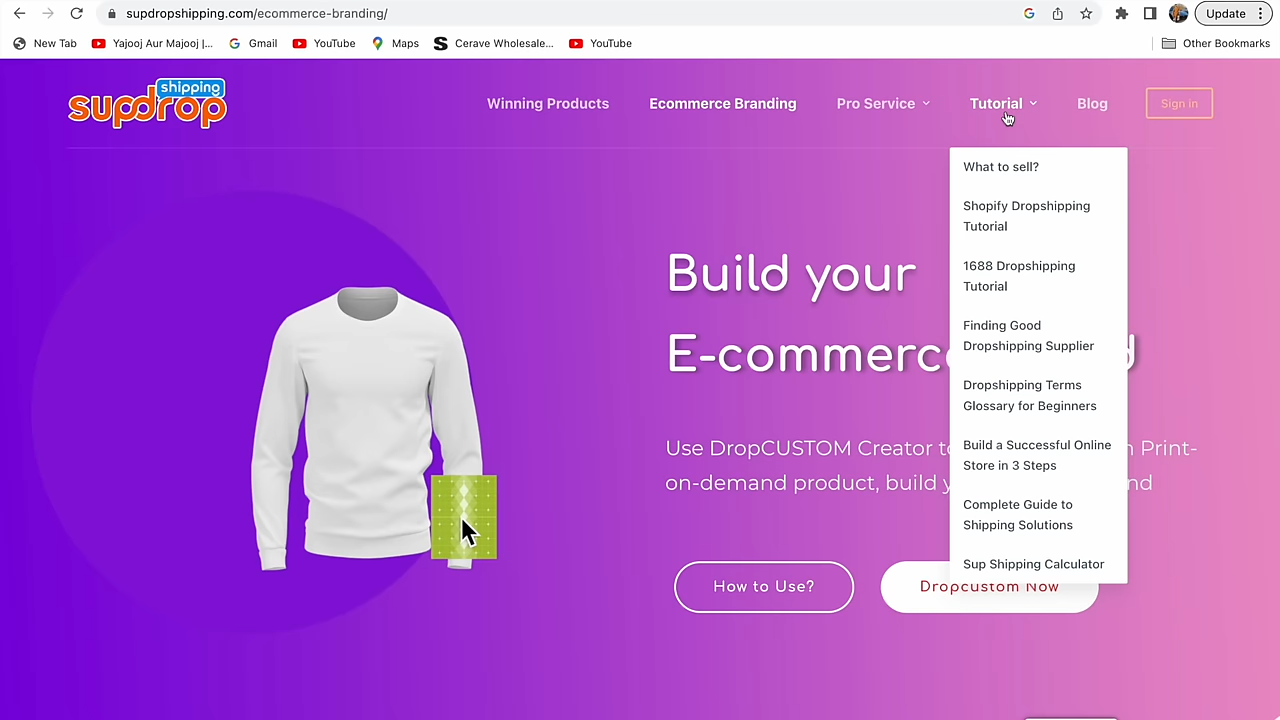 supdropshipping.com/ecommerce-branding/
Update
New Tab
Yajooj Aur Majooj |...
Gmail
YouTube
Maps
Cerave Wholesale...
YouTube
Other Bookmarks
supdrop shipping
Winning Products
Ecommerce Branding
Pro Service
Tutorial
Blog
Sign in
What to sell?
Shopify Dropshipping
Tutorial
1688 Dropshipping
Tutorial
Finding Good
Dropshipping Supplier
Dropshipping Terms
Glossary for Beginners
Build a Successful Online
Store in 3 Steps
Complete Guide to
Shipping Solutions
Sup Shipping Calculator
Build your
E-commerce
Use DropCUSTOM Creator Print-
on-demand product, build
How to Use?
Dropcustom Now